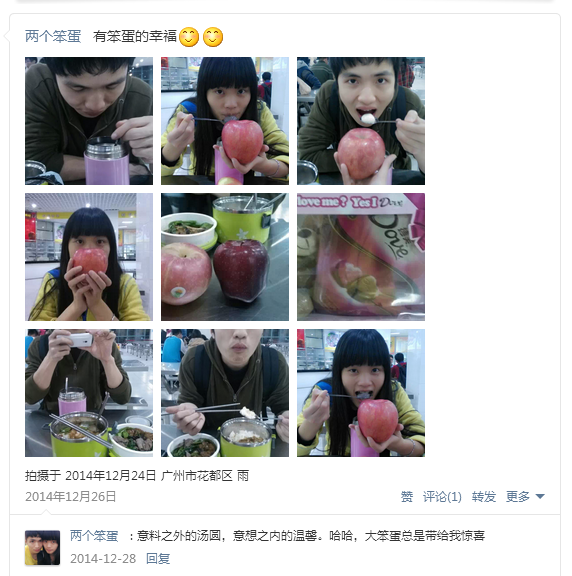 两个笨蛋 有笨蛋的幸福
love me? Yes! Dove
Dove
拍摄于 2014年12月24日 广州市花都区 雨
2014年12月26日 赞 评论(1) 转发 更多
两个笨蛋 : 意料之外的汤圆，意想之内的温馨。哈哈，大笨蛋总是带给我惊喜
2014-12-28 回复